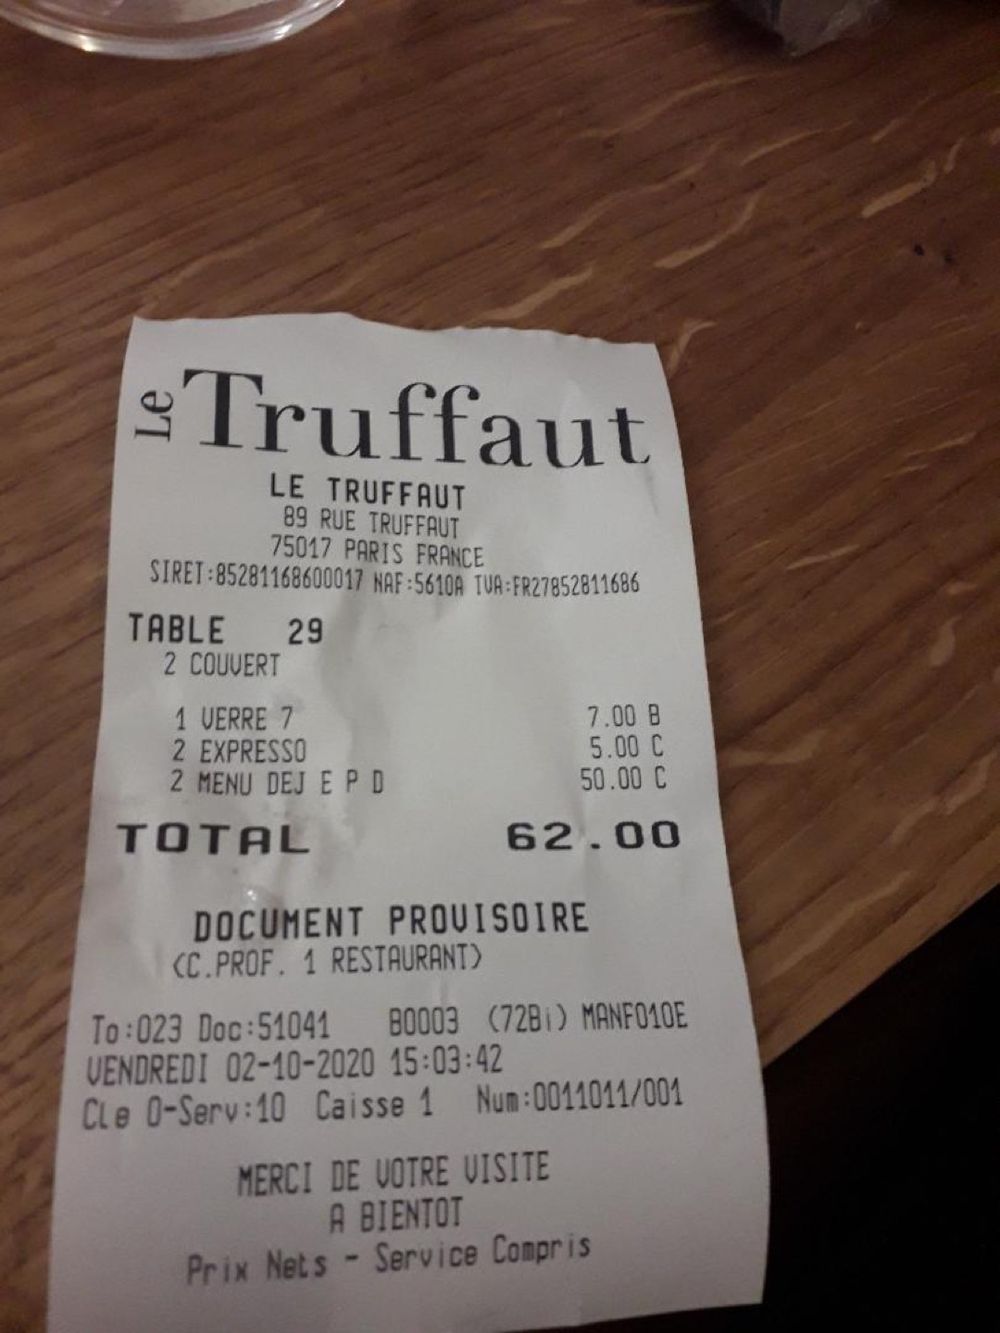 Le Truffaut
LE TRUFFAUT
89 RUE TRUFFAUT
75017 PARIS FRANCE
SIRET:85281168600017 NAF:5610A TVA:FR27852811686
TABLE 29
2 COUVERT
1 VERRE 7 7.00 B
2 EXPRESSO 5.00 C
2 MENU DEJ E P D 50.00 C
TOTAL 62.00
DOCUMENT PROVISOIRE
(C.PROF. 1 RESTAURANT)
To:023 Doc:51041 B0003 (72Bi) MANF010E
VENDREDI 02-10-2020 15:03:42
Cle 0-Serv:10 Caisse 1 Num:0011011/001
MERCI DE VOTRE VISITE
A BIENTOT
Prix Nets - Service Compris